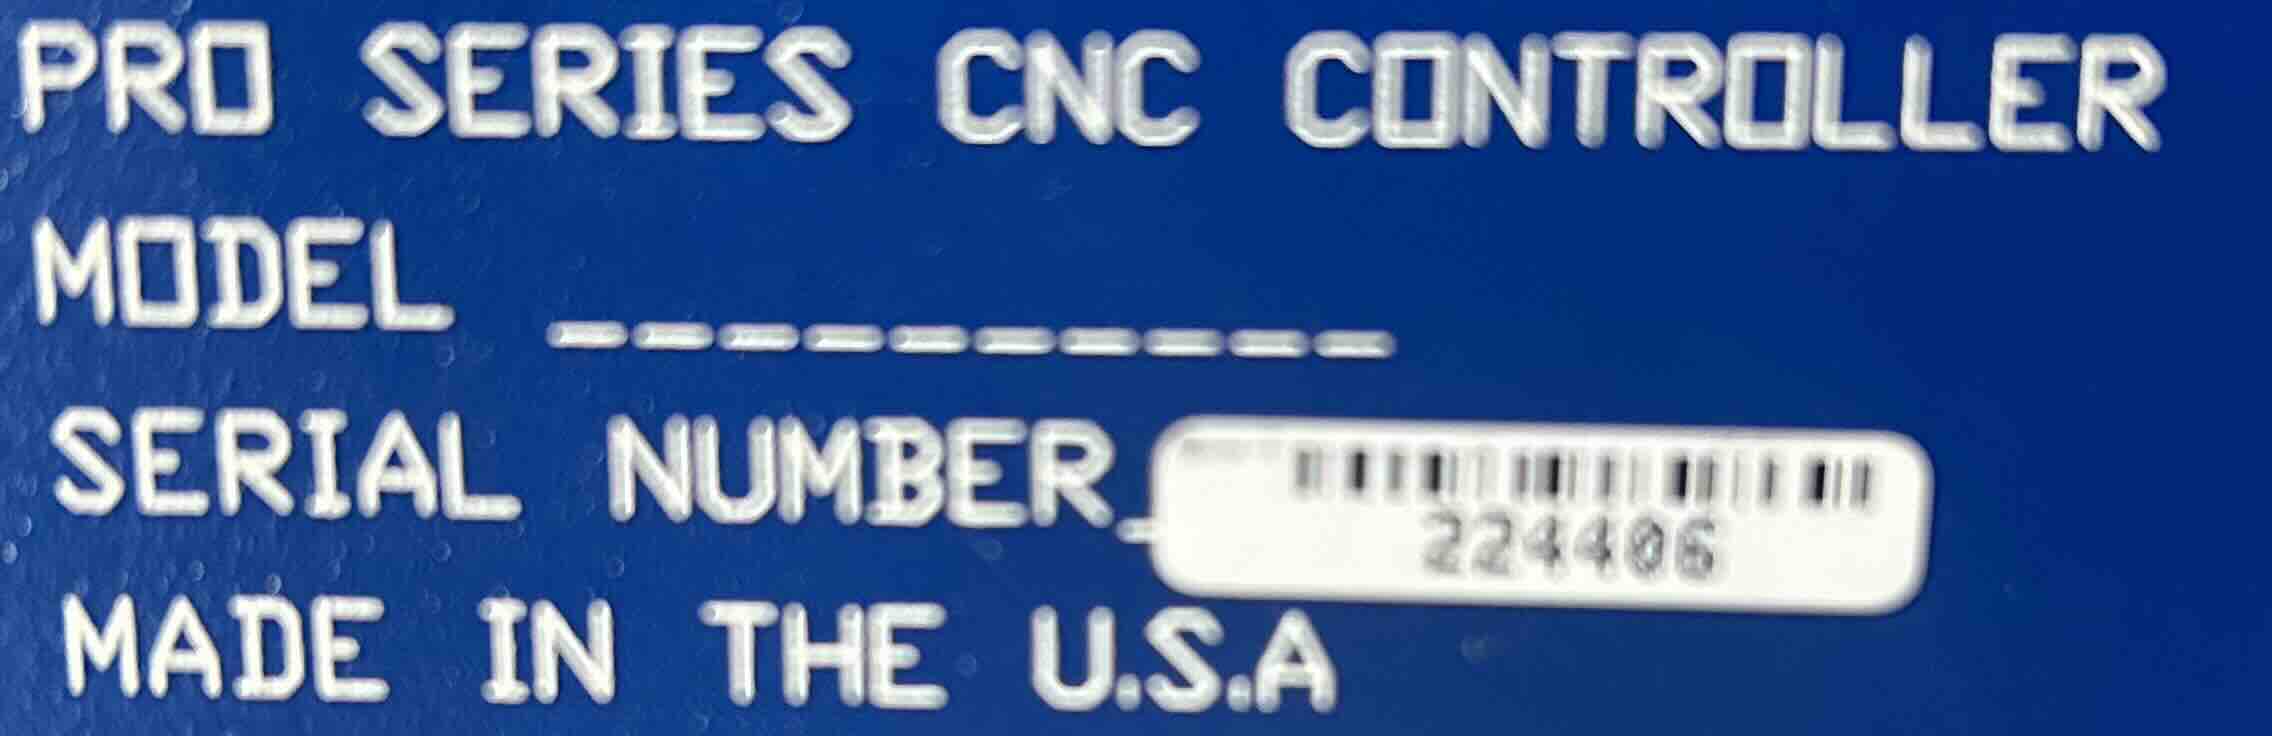 PRO SERIES CNC CONTROLLER
MODEL __________
SERIAL NUMBER_
224406
MADE IN THE U.S.A